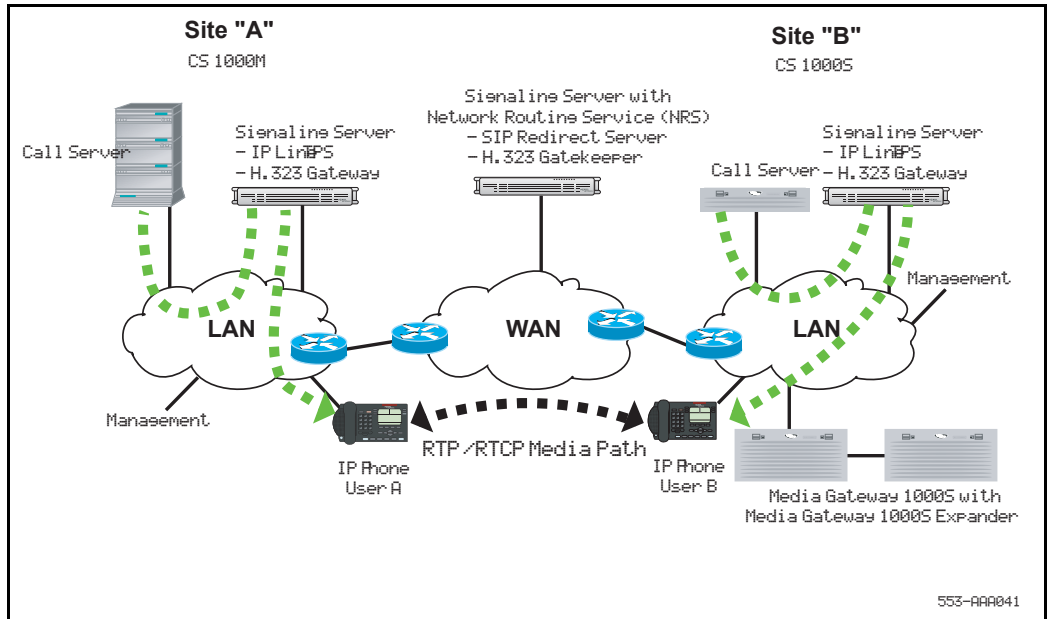 Site "A"
CS 1000M
Site "B"
CS 1000S
Signaling Server with
Network Routing Service (NRS)
- SIP Redirect Server
- H.323 Gatekeeper
Call Server
Signaling Server
- IP Line TPS
- H.323 Gateway
Call Server
Signaling Server
- IP Line TPS
- H.323 Gateway
Management
LAN
WAN
LAN
Management
RTP/RTCP Media Path
IP Phone
User A
IP Phone
User B
Media Gateway 1000S with
Media Gateway 1000S Expander
553-AAA041